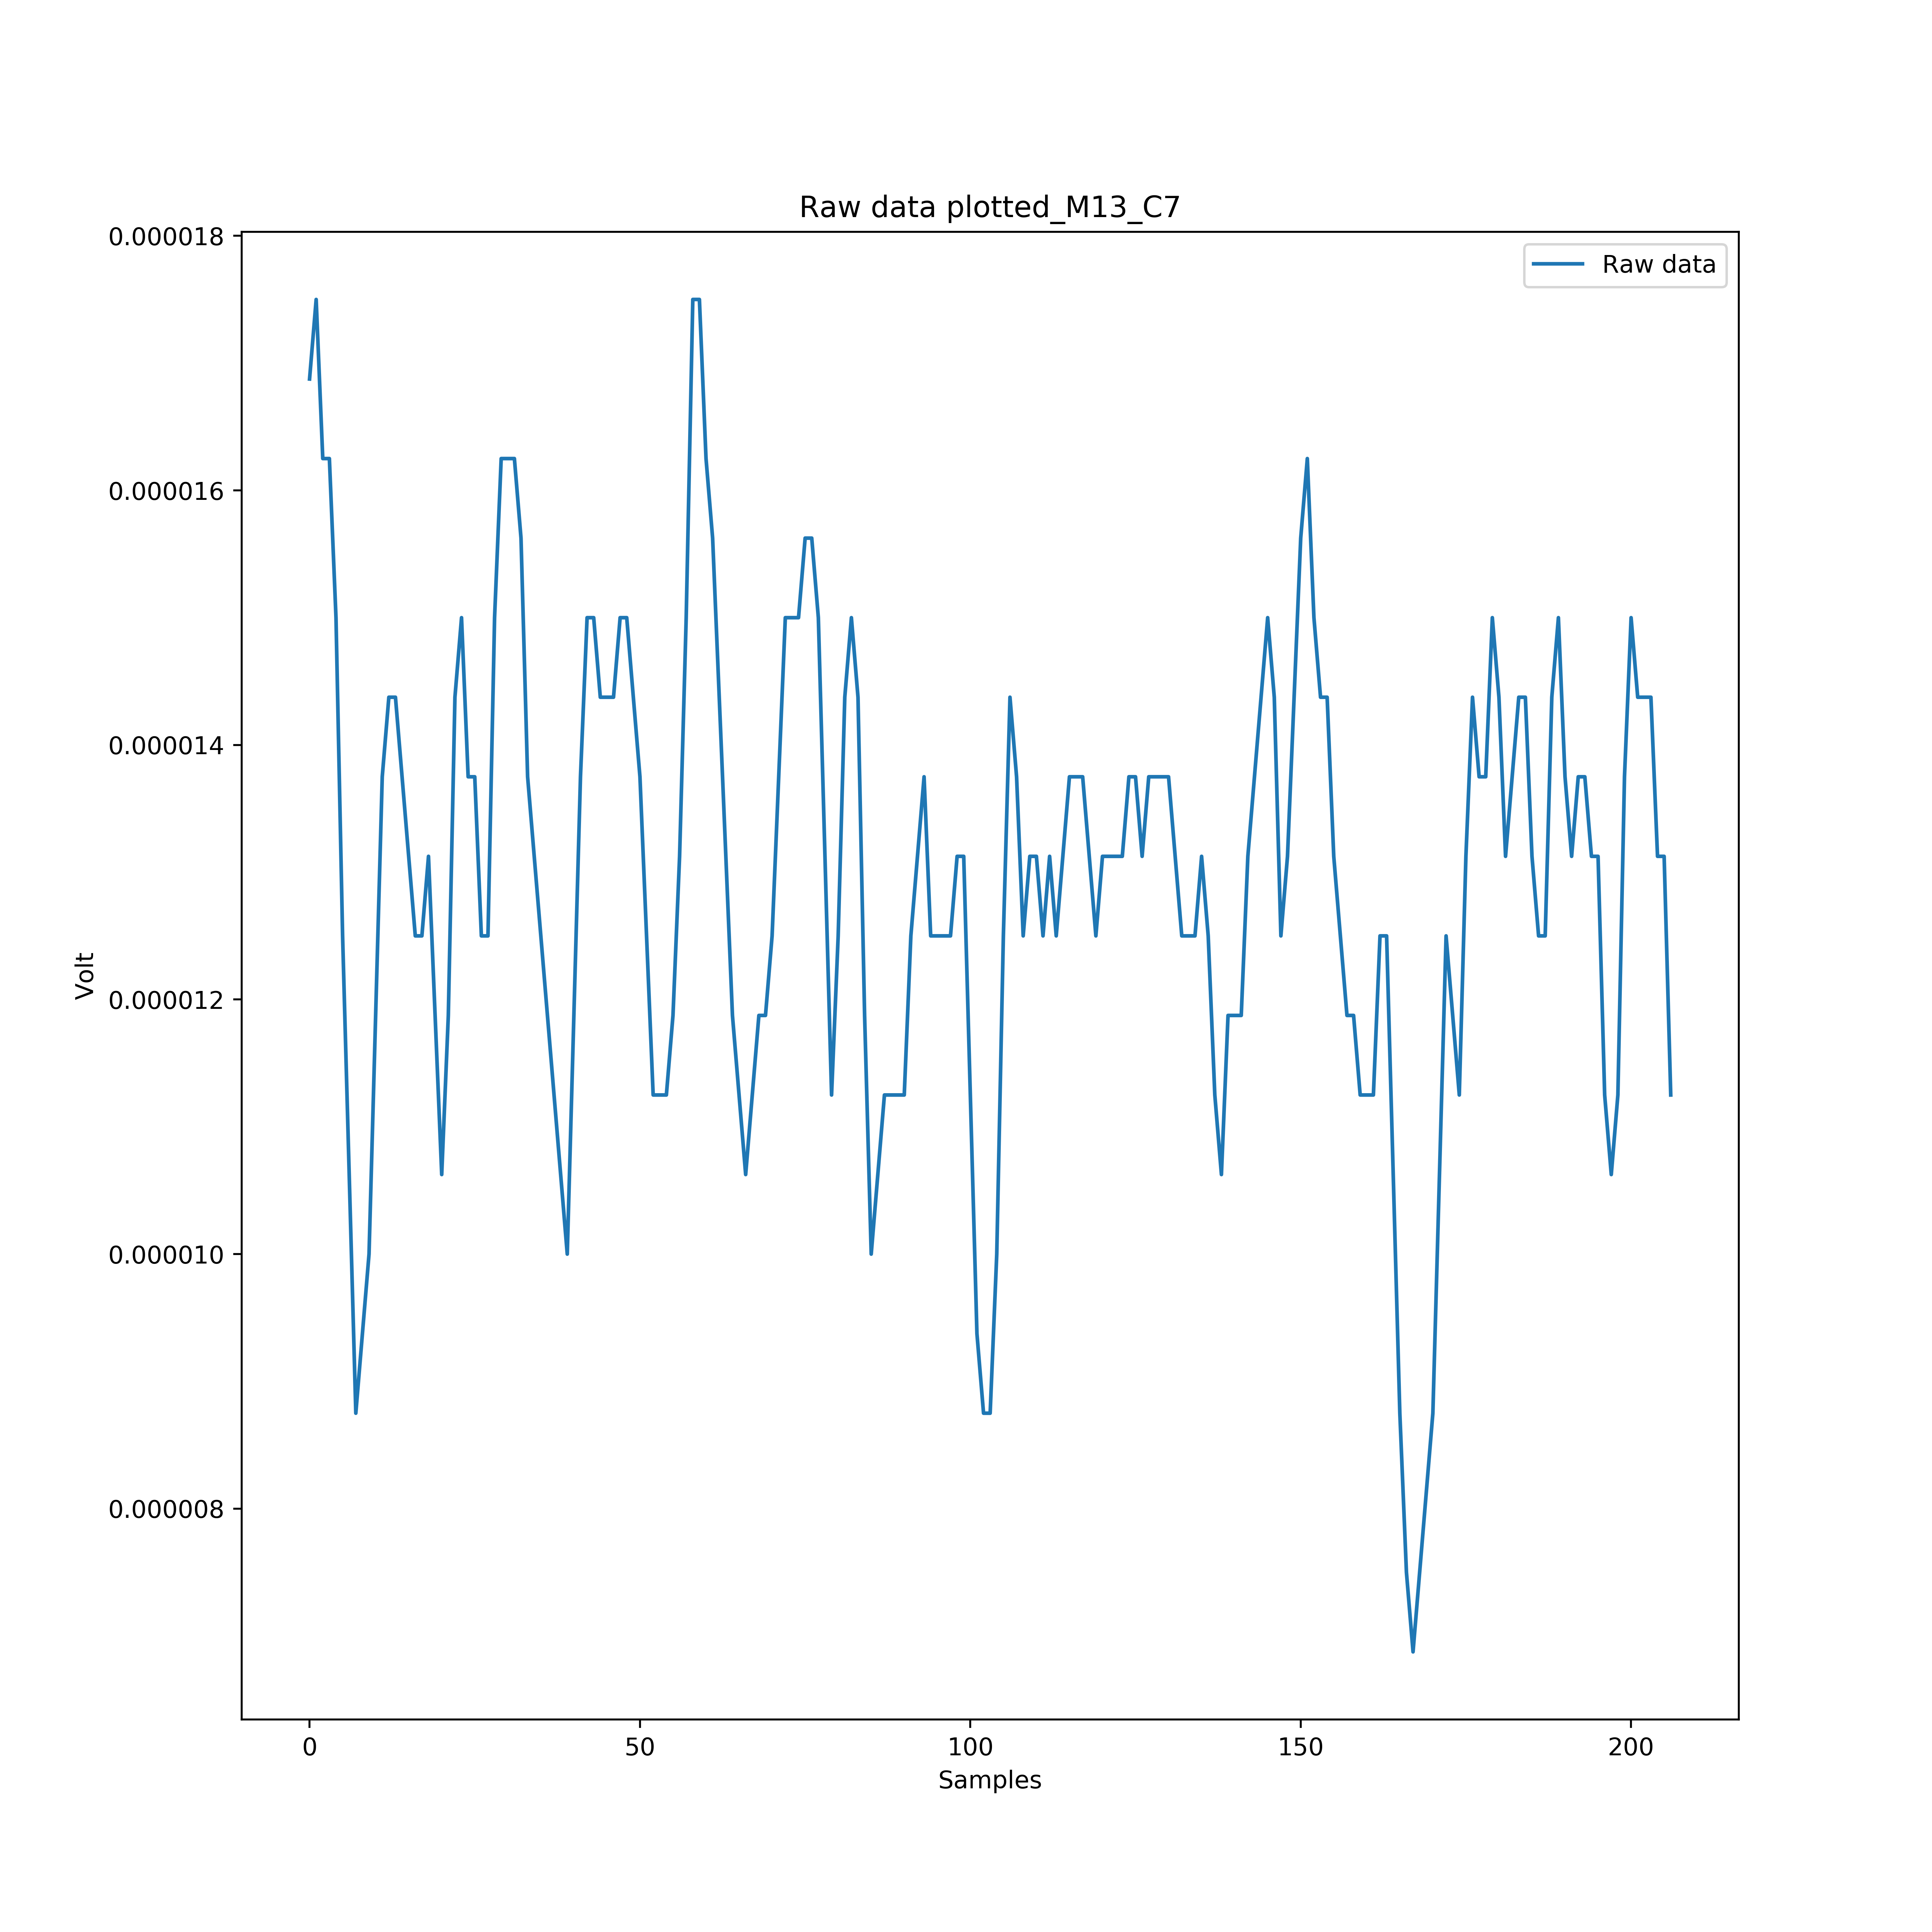 Raw data plotted_M13_C7
Raw data
0.000018
0.000016
0.000014
0.000012
0.000010
0.000008
Volt
0 50 100 150 200
Samples